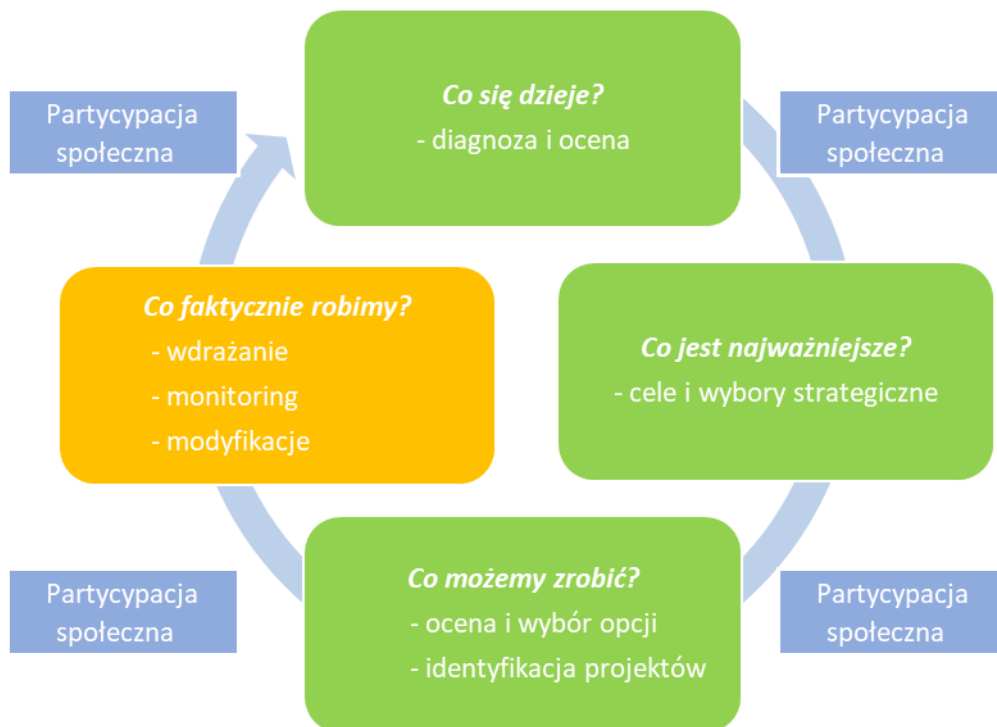 Co się dzieje?
- diagnoza i ocena
Partycypacja
społeczna
Partycypacja
społeczna
Co faktycznie robimy?
- wdrażanie
- monitoring
- modyfikacje
Co jest najważniejsze?
- cele i wybory strategiczne
Co możemy zrobić?
- ocena i wybór opcji
- identyfikacja projektów
Partycypacja
społeczna
Partycypacja
społeczna